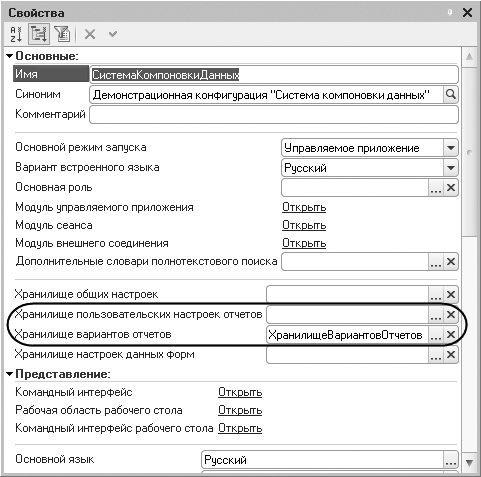 Свойства
Основные:
Имя СистемаКомпоновкиДанных
Синоним Демонстрационная конфигурация "Система компоновки данных"
Комментарий
Основной режим запуска Управляемое приложение
Вариант встроенного языка Русский
Основная роль ...
Модуль управляемого приложения Открыть
Модуль сеанса Открыть
Модуль внешнего соединения Открыть
Дополнительные словари полнотекстового поиска ...
Хранилище общих настроек ...
Хранилище пользовательских настроек отчетов ...
Хранилище вариантов отчетов ХранилищеВариантовОтчетов ...
Хранилище настроек данных форм ...
Представление:
Командный интерфейс Открыть
Рабочая область рабочего стола Открыть
Командный интерфейс рабочего стола Открыть
Основной язык Русский ...